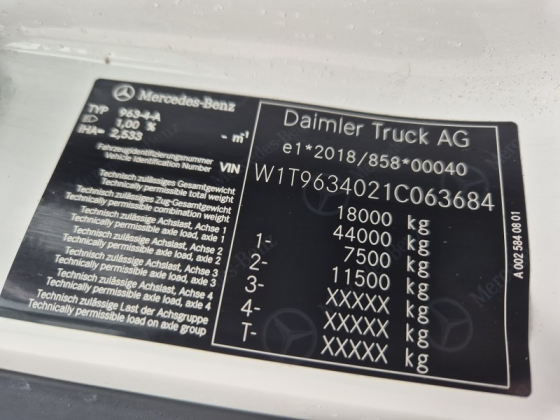 Mercedes-Benz
TYP 963-4-A
1,00 %
IHA= 2,533 - m⁻¹
Fahrzeugidentifizierungsnummer
Vehicle Identification Number VIN
Technisch zulässiges Gesamtgewicht
Technically permissible total weight
Technisch zulässiges Zug-Gesamtgewicht
Technically permissible combination weight
Technisch zulässige Achslast, Achse 1
Technically permissible axle load, axle 1
Technisch zulässige Achslast, Achse 2
Technically permissible axle load, axle 2
Technisch zulässige Achslast, Achse 3
Technically permissible axle load, axle 3
Technisch zulässige Achslast, Achse 4
Technically permissible axle load, axle 4
Technisch zulässige Last der Achsgruppe
Technically permissible load on axle group
Daimler Truck AG
e1*2018/858*00040
W1T9634021C063684
18000 kg
44000 kg
1- 7500 kg
2- 11500 kg
3- XXXXX kg
4- XXXXX kg
T- XXXXX kg
A 002 584 08 01